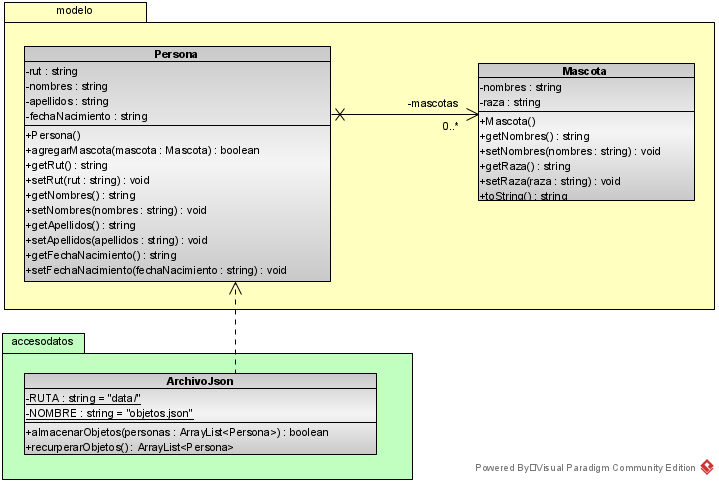 modelo
Persona
-rut : string
-nombres : string
-apellidos : string
-fechaNacimiento : string
+Persona()
+agregarMascota(mascota : Mascota) : boolean
+getRut() : string
+setRut(rut : string) : void
+getNombres() : string
+setNombres(nombres : string) : void
+getApellidos() : string
+setApellidos(apellidos : string) : void
+getFechaNacimiento() : string
+setFechaNacimiento(fechaNacimiento : string) : void
-mascotas
0..*
Mascota
-nombres : string
-raza : string
+Mascota()
+getNombres() : string
+setNombres(nombres : string) : void
+getRaza() : string
+setRaza(raza : string) : void
+toString() : string
accesodatos
ArchivoJson
-RUTA : string = "data/"
-NOMBRE : string = "objetos.json"
+almacenarObjetos(personas : ArrayList<Persona>) : boolean
+recurperarObjetos() : ArrayList<Persona>
Powered By Visual Paradigm Community Edition